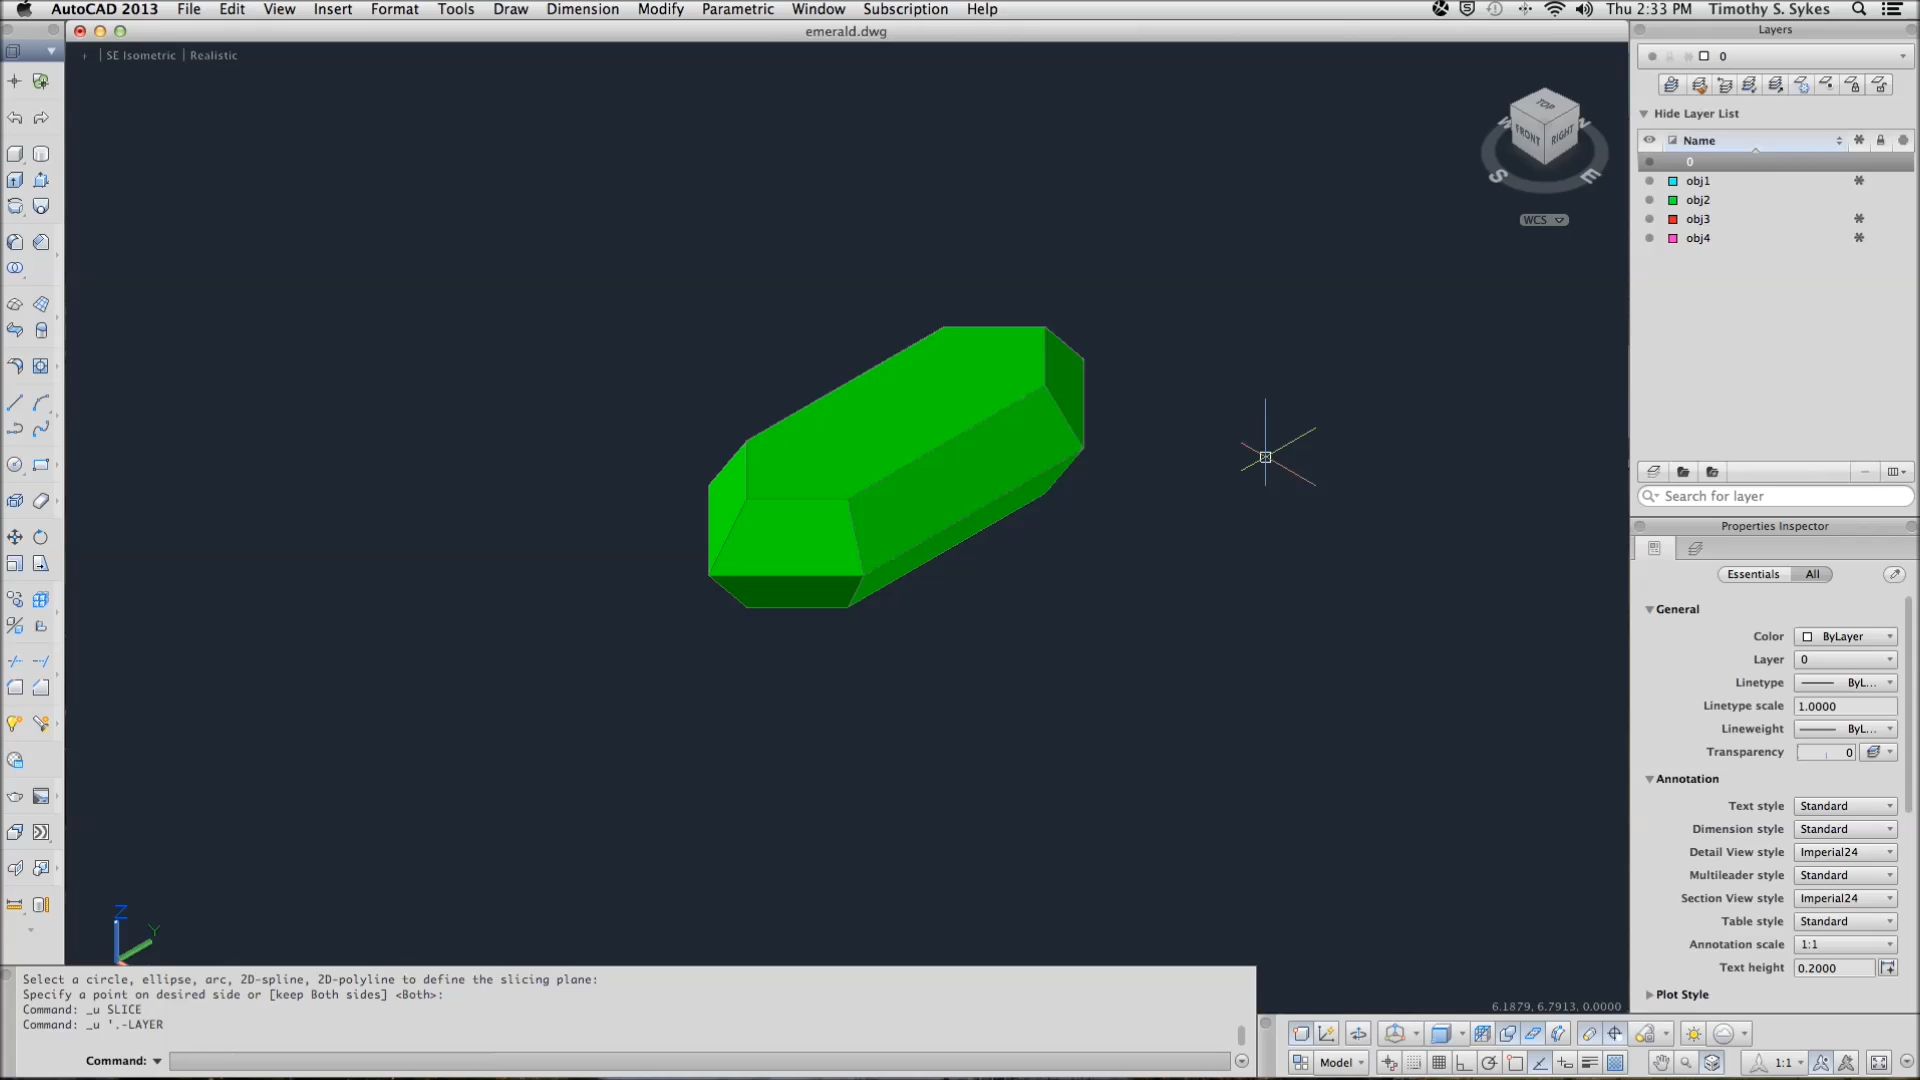 AutoCAD 2013 File Edit View Insert Format Tools Draw Dimension Modify Parametric Window Subscription Help Thu 2:33 PM Timothy S. Sykes
emerald.dwg
Layers
+ | SE Isometric | Realistic
0
TOP
FRONT RIGHT
W N
S E
WCS
Hide Layer List
Name
0
obj1
obj2
obj3
obj4
Search for layer
Properties Inspector
Essentials All
General
Color ByLayer
Layer 0
Linetype ByL...
Linetype scale 1.0000
Lineweight ByL...
Transparency 0
Annotation
Text style Standard
Dimension style Standard
Detail View style Imperial24
Multileader style Standard
Section View style Imperial24
Table style Standard
Annotation scale 1:1
Text height 0.2000
Plot Style
Z
Y
Select a circle, ellipse, arc, 2D-spline, 2D-polyline to define the slicing plane:
Specify a point on desired side or [keep Both sides] <Both>:
Command: _u SLICE
Command: _u '.-LAYER
Command:
6.1879, 6.7913, 0.0000
Model 1:1